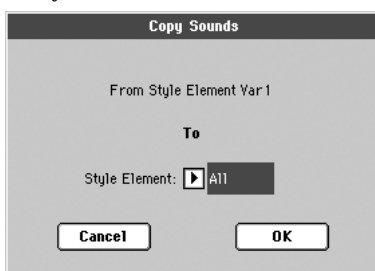 Copy Sounds
From Style Element Var1
To
Style Element: All
Cancel OK